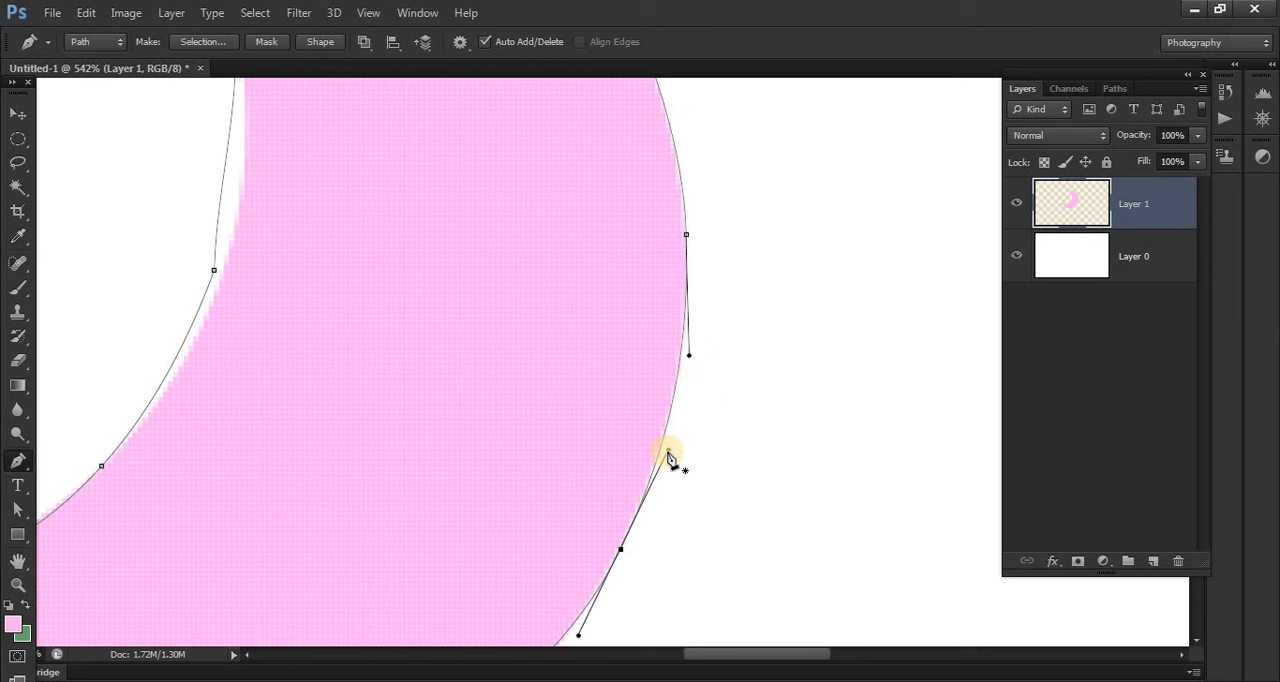 Ps File Edit Image Layer Type Select Filter 3D View Window Help
Path Make: Selection... Mask Shape Auto Add/Delete Align Edges Photography
Untitled-1 @ 542% (Layer 1, RGB/8) * ×
Layers Channels Paths
Kind T
Normal Opacity: 100%
Lock: Fill: 100%
Layer 1
Layer 0
T
fx
% Doc: 1.72M/1.30M
ridge